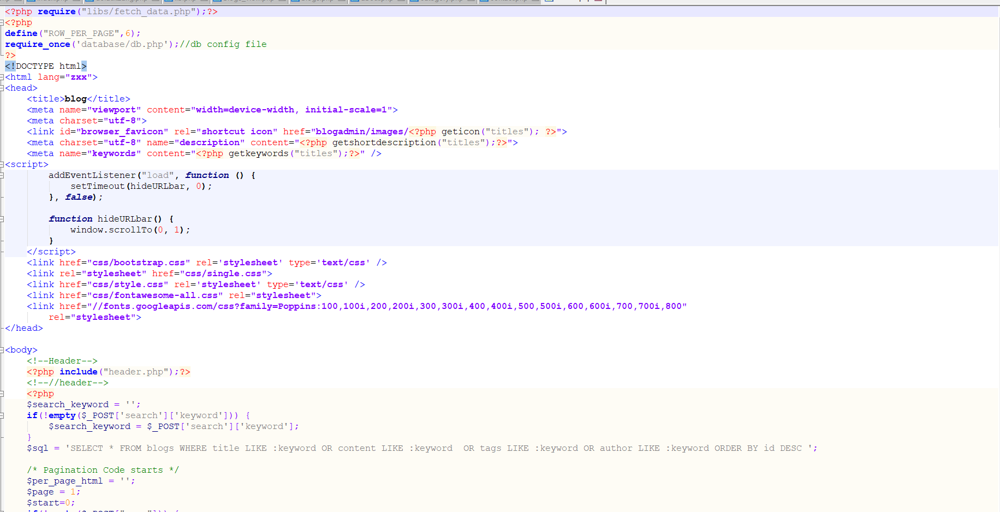 <?php require("libs/fetch_data.php");?>
<?php
define("ROW_PER_PAGE",6);
require_once('database/db.php');//db config file
?>
<!DOCTYPE html>
<html lang="zxx">
<head>
    <title>blog</title>
    <meta name="viewport" content="width=device-width, initial-scale=1">
    <meta charset="utf-8">
    <link id="browser_favicon" rel="shortcut icon" href="blogadmin/images/<?php geticon("titles"); ?>">
    <meta charset="utf-8" name="description" content="<?php getshortdescription("titles");?>">
    <meta name="keywords" content="<?php getkeywords("titles");?>" />
<script>
        addEventListener("load", function () {
            setTimeout(hideURLbar, 0);
        }, false);

        function hideURLbar() {
            window.scrollTo(0, 1);
        }
    </script>
    <link href="css/bootstrap.css" rel='stylesheet' type='text/css' />
    <link rel="stylesheet" href="css/single.css">
    <link href="css/style.css" rel='stylesheet' type='text/css' />
    <link href="css/fontawesome-all.css" rel="stylesheet">
    <link href="//fonts.googleapis.com/css?family=Poppins:100,100i,200,200i,300,300i,400,400i,500,500i,600,600i,700,700i,800"
        rel="stylesheet">
</head>

<body>
    <!--Header-->
    <?php include("header.php");?>
    <!--//header-->
    <?php
    $search_keyword = '';
    if(!empty($_POST['search']['keyword'])) {
        $search_keyword = $_POST['search']['keyword'];
    }
    $sql = 'SELECT * FROM blogs WHERE title LIKE :keyword OR content LIKE :keyword  OR tags LIKE :keyword OR author LIKE :keyword ORDER BY id DESC ';

    /* Pagination Code starts */
    $per_page_html = '';
    $page = 1;
    $start=0;